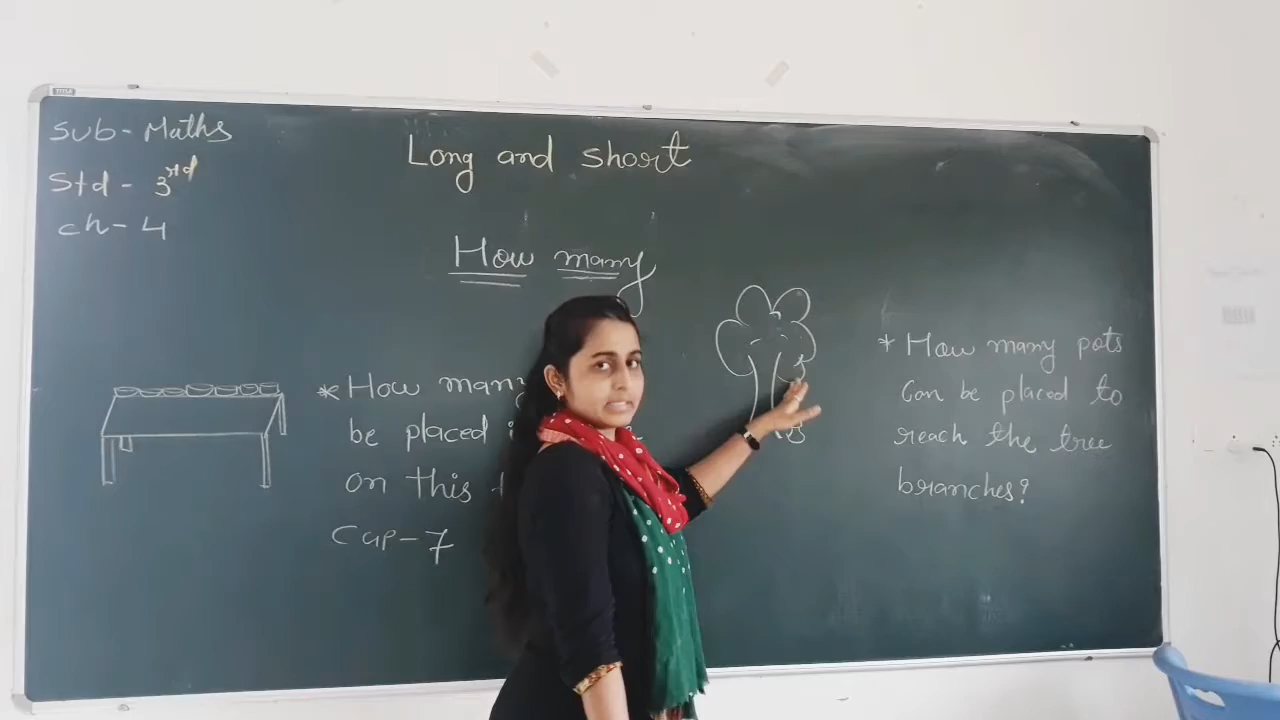 Sub - Maths
Std - 3rd
ch - 4
Long and short
How many
* How many
be placed
on this
Cup - 7
* How many pots
Can be placed to
reach the tree
branches?